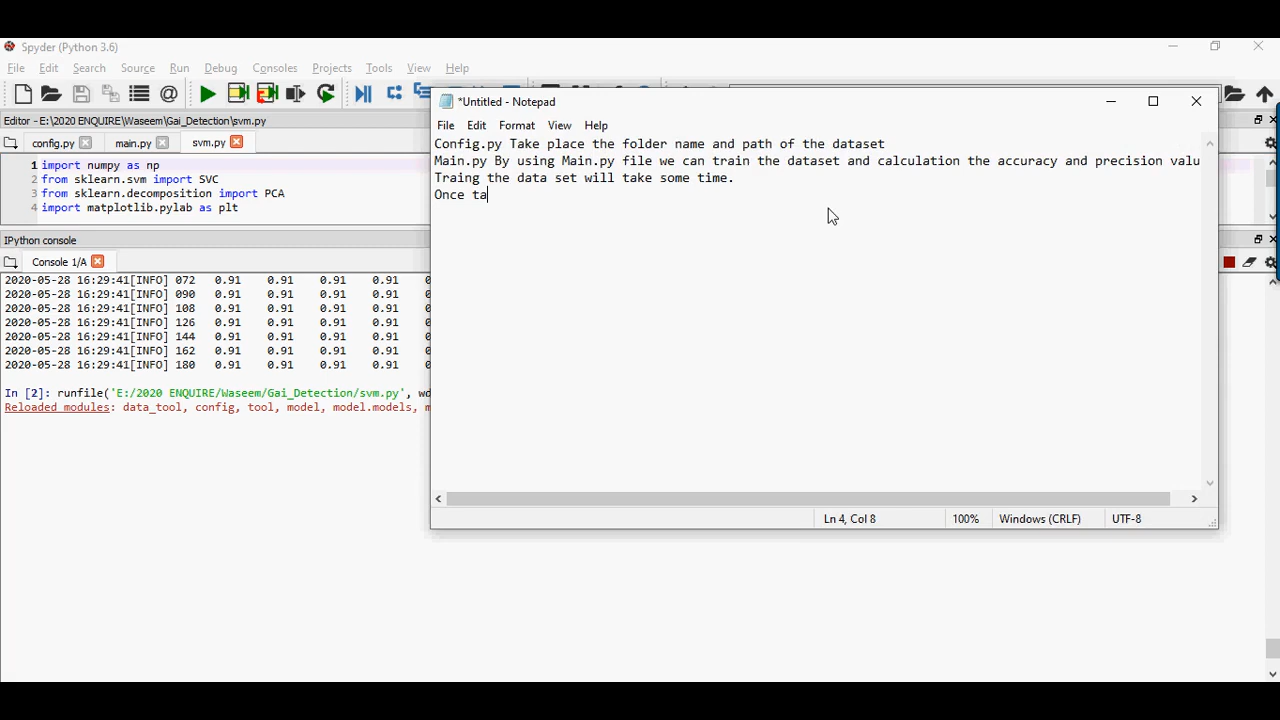 Spyder (Python 3.6)
File Edit Search Source Run Debug Consoles Projects Tools View Help
Editor - E:\2020 ENQUIRE\Waseem\Gai_Detection\svm.py
config.py main.py svm.py
1 import numpy as np
2 from sklearn.svm import SVC
3 from sklearn.decomposition import PCA
4 import matplotlib.pylab as plt
IPython console
Console 1/A
2020-05-28 16:29:41[INFO] 072 0.91 0.91 0.91 0.91
2020-05-28 16:29:41[INFO] 090 0.91 0.91 0.91 0.91
2020-05-28 16:29:41[INFO] 108 0.91 0.91 0.91 0.91
2020-05-28 16:29:41[INFO] 126 0.91 0.91 0.91 0.91
2020-05-28 16:29:41[INFO] 144 0.91 0.91 0.91 0.91
2020-05-28 16:29:41[INFO] 162 0.91 0.91 0.91 0.91
2020-05-28 16:29:41[INFO] 180 0.91 0.91 0.91 0.91
In [2]: runfile('E:/2020 ENQUIRE/Waseem/Gai_Detection/svm.py', wd
Reloaded modules: data_tool, config, tool, model, model.models, m
*Untitled - Notepad
File Edit Format View Help
Config.py Take place the folder name and path of the dataset
Main.py By using Main.py file we can train the dataset and calculation the accuracy and precision valu
Traing the data set will take some time.
Once ta
Ln 4, Col 8 100% Windows (CRLF) UTF-8